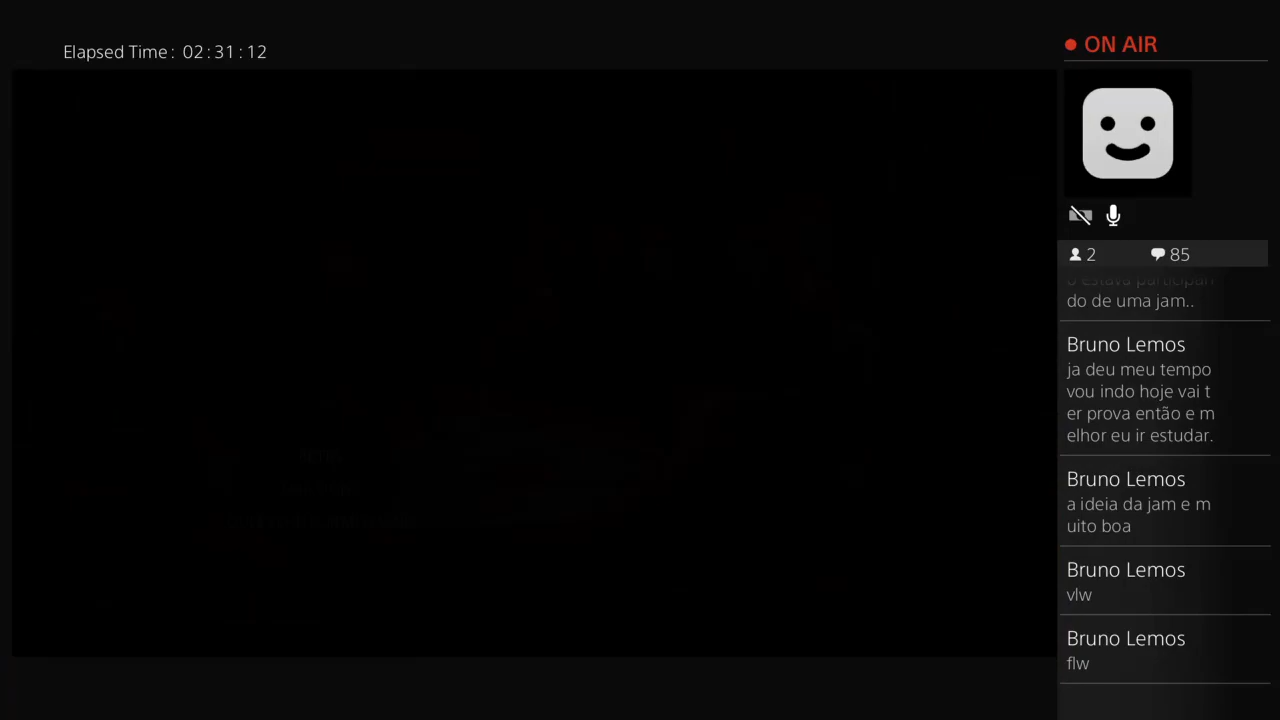 Elapsed Time: 02:31:12
ON AIR
2
85
o estava participan
do de uma jam..
Bruno Lemos
ja deu meu tempo
vou indo hoje vai t
er prova então e m
elhor eu ir estudar.
Bruno Lemos
a ideia da jam e m
uito boa
Bruno Lemos
vlw
Bruno Lemos
flw